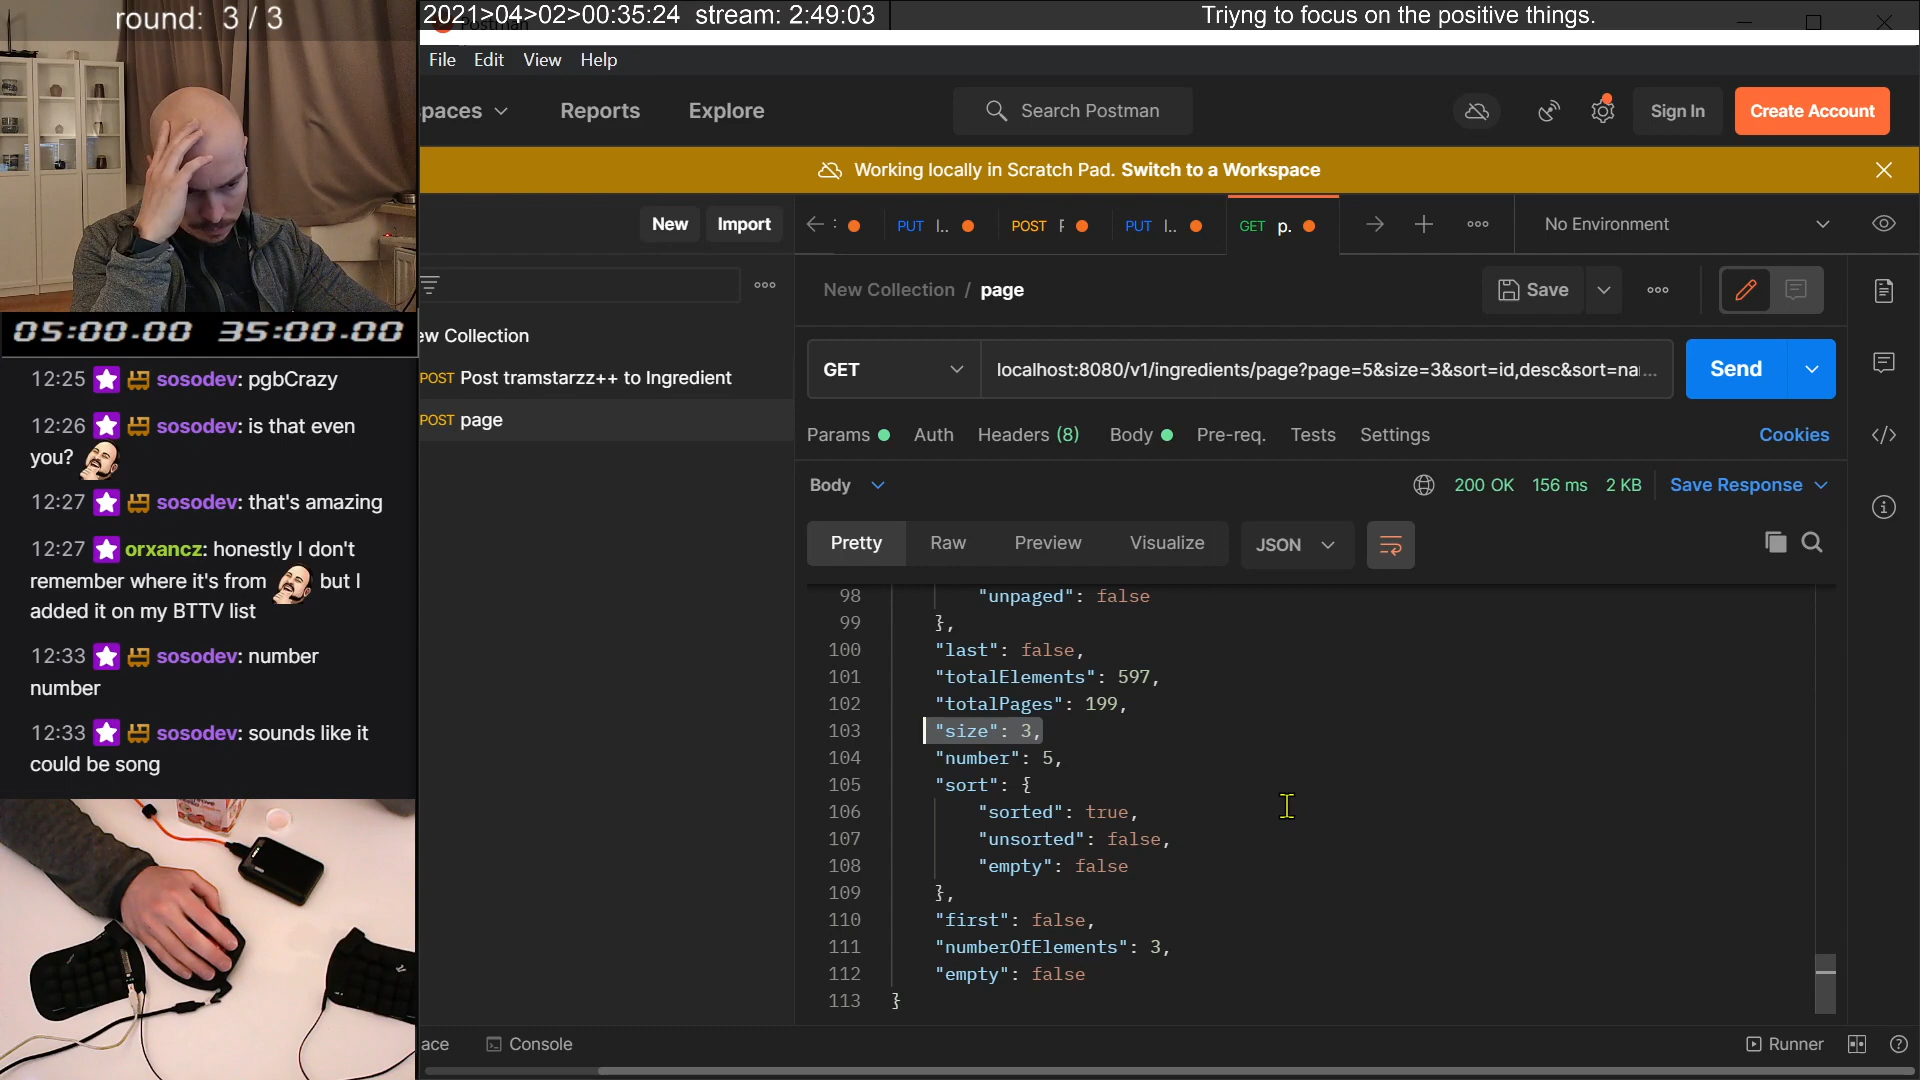 round: 3 / 3
2021>04>02>00:35:24 stream: 2:49:03
Triyng to focus on the positive things.
File Edit View Help
paces Reports Explore
Search Postman
Sign In
Create Account
Working locally in Scratch Pad. Switch to a Workspace
New Import
PUT I.. POST F PUT I.. GET p.
No Environment
New Collection / page
Save
05:00.00 35:00.00
ew Collection
POST Post tramstarzz++ to Ingredient
POST page
GET
localhost:8080/v1/ingredients/page?page=5&size=3&sort=id,desc&sort=na...
Send
Params Auth Headers (8) Body Pre-req. Tests Settings
Cookies
Body
200 OK 156 ms 2 KB Save Response
Pretty Raw Preview Visualize JSON
12:25 sosodev: pgbCrazy
12:26 sosodev: is that even
you?
12:27 sosodev: that's amazing
12:27 orxancz: honestly I don't
remember where it's from but I
added it on my BTTV list
12:33 sosodev: number
number
12:33 sosodev: sounds like it
could be song
98 "unpaged": false
99 },
100 "last": false,
101 "totalElements": 597,
102 "totalPages": 199,
103 "size": 3,
104 "number": 5,
105 "sort": {
106 "sorted": true,
107 "unsorted": false,
108 "empty": false
109 },
110 "first": false,
111 "numberOfElements": 3,
112 "empty": false
113 }
ace Console
Runner